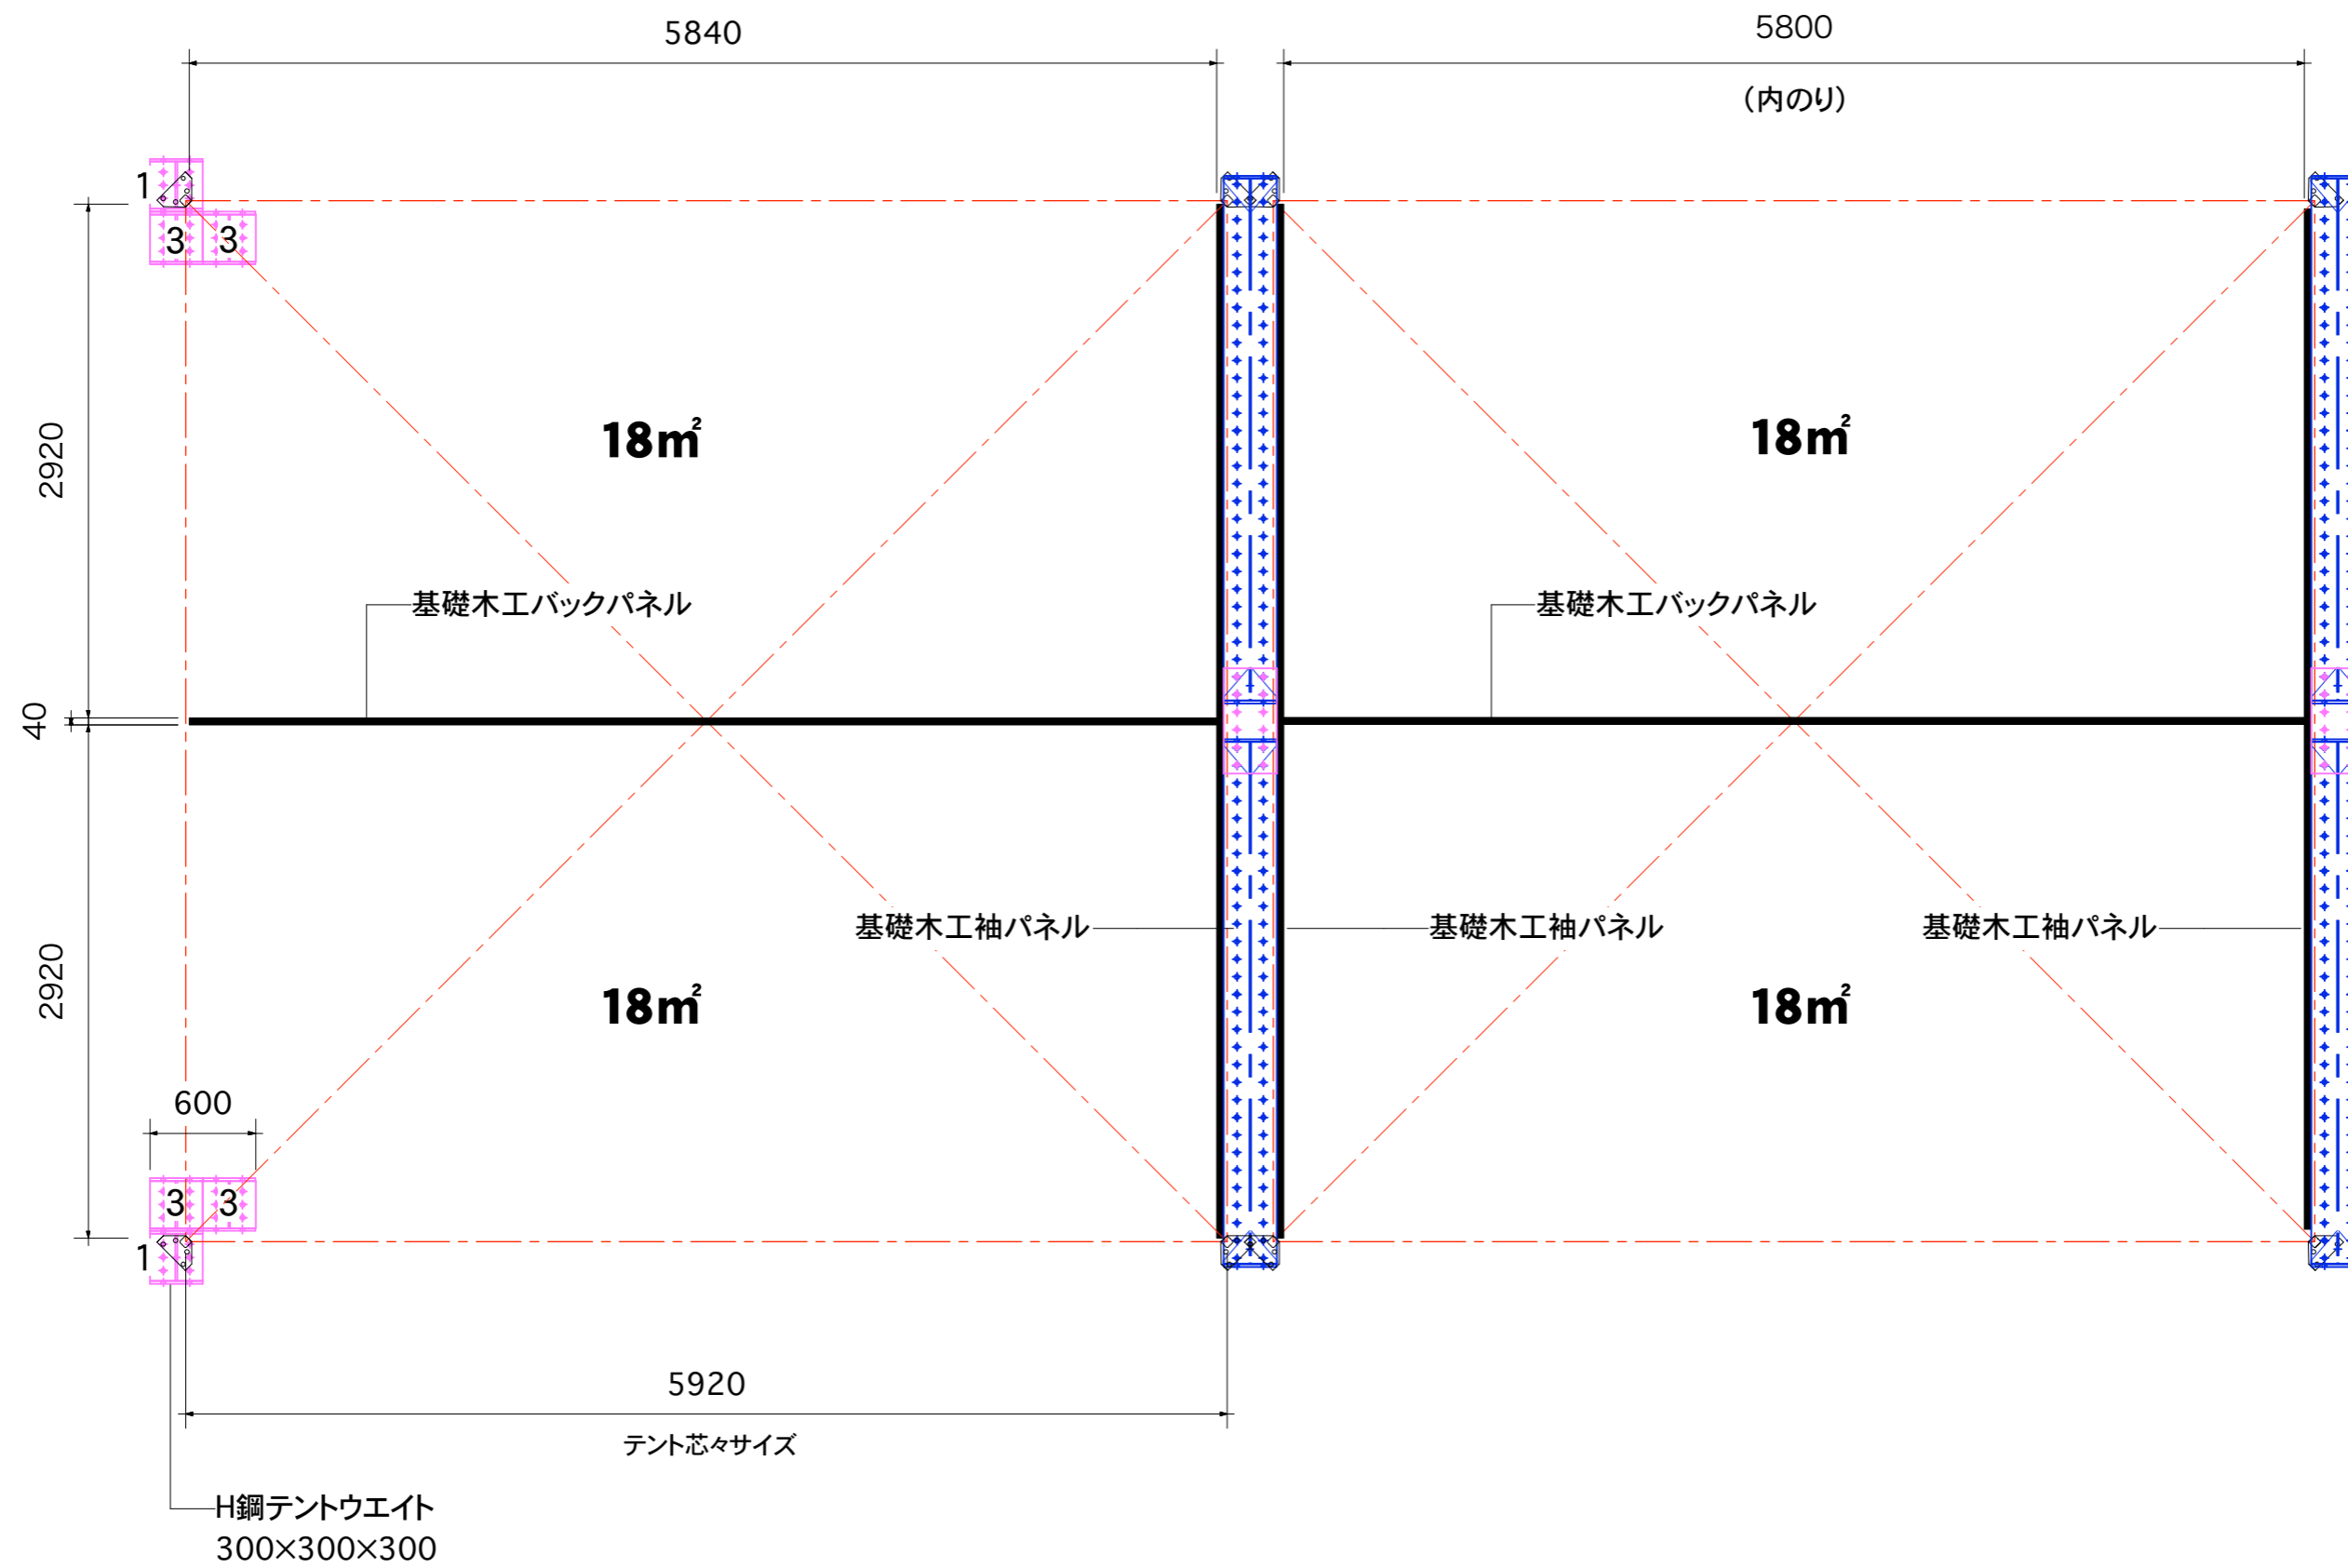 5840
5800
（内のり）
1
3 3
2920
18㎡
18㎡
基礎木工バックパネル
基礎木工バックパネル
40
基礎木工袖パネル
基礎木工袖パネル
基礎木工袖パネル
2920
18㎡
18㎡
600
3 3
1
5920
テント芯々サイズ
H鋼テントウエイト
300×300×300